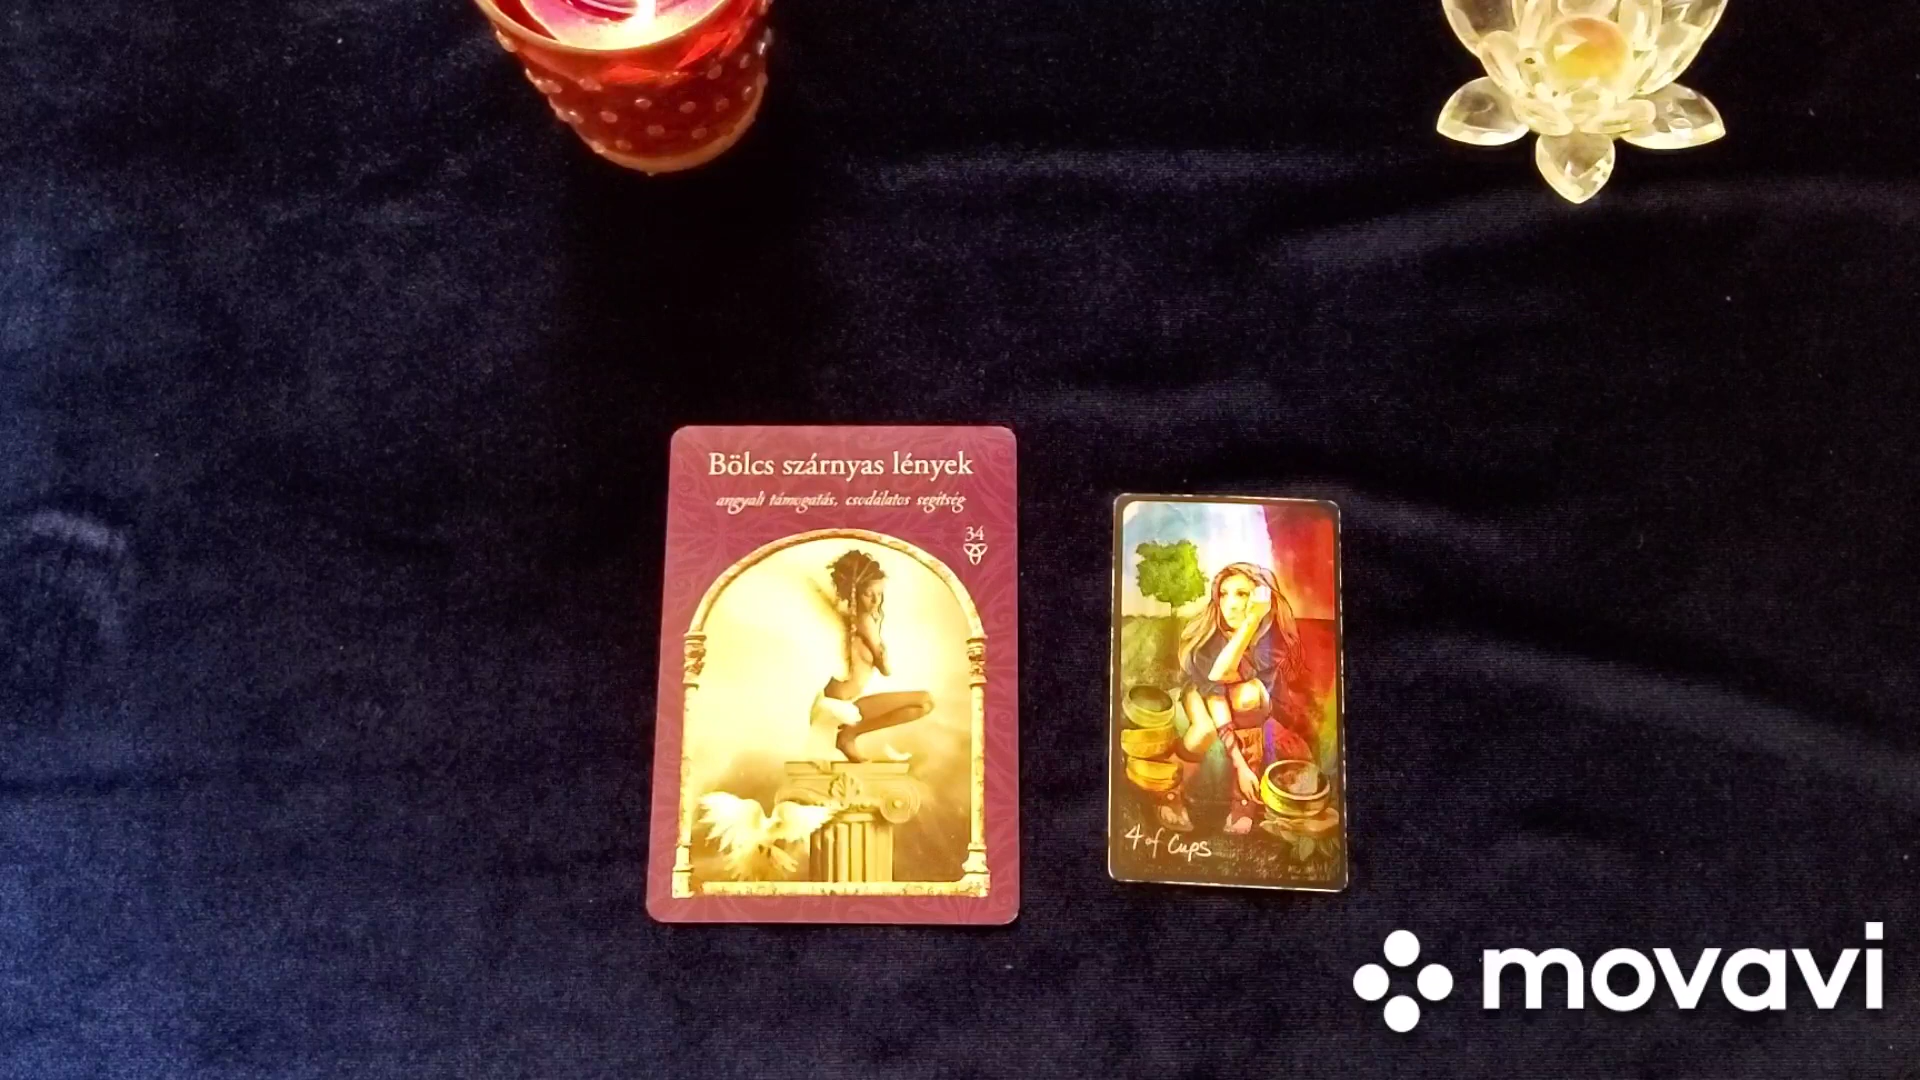 Bölcs szárnyas lények
angyali támogatás, csodálatos segítség
34
4 of Cups
movavi